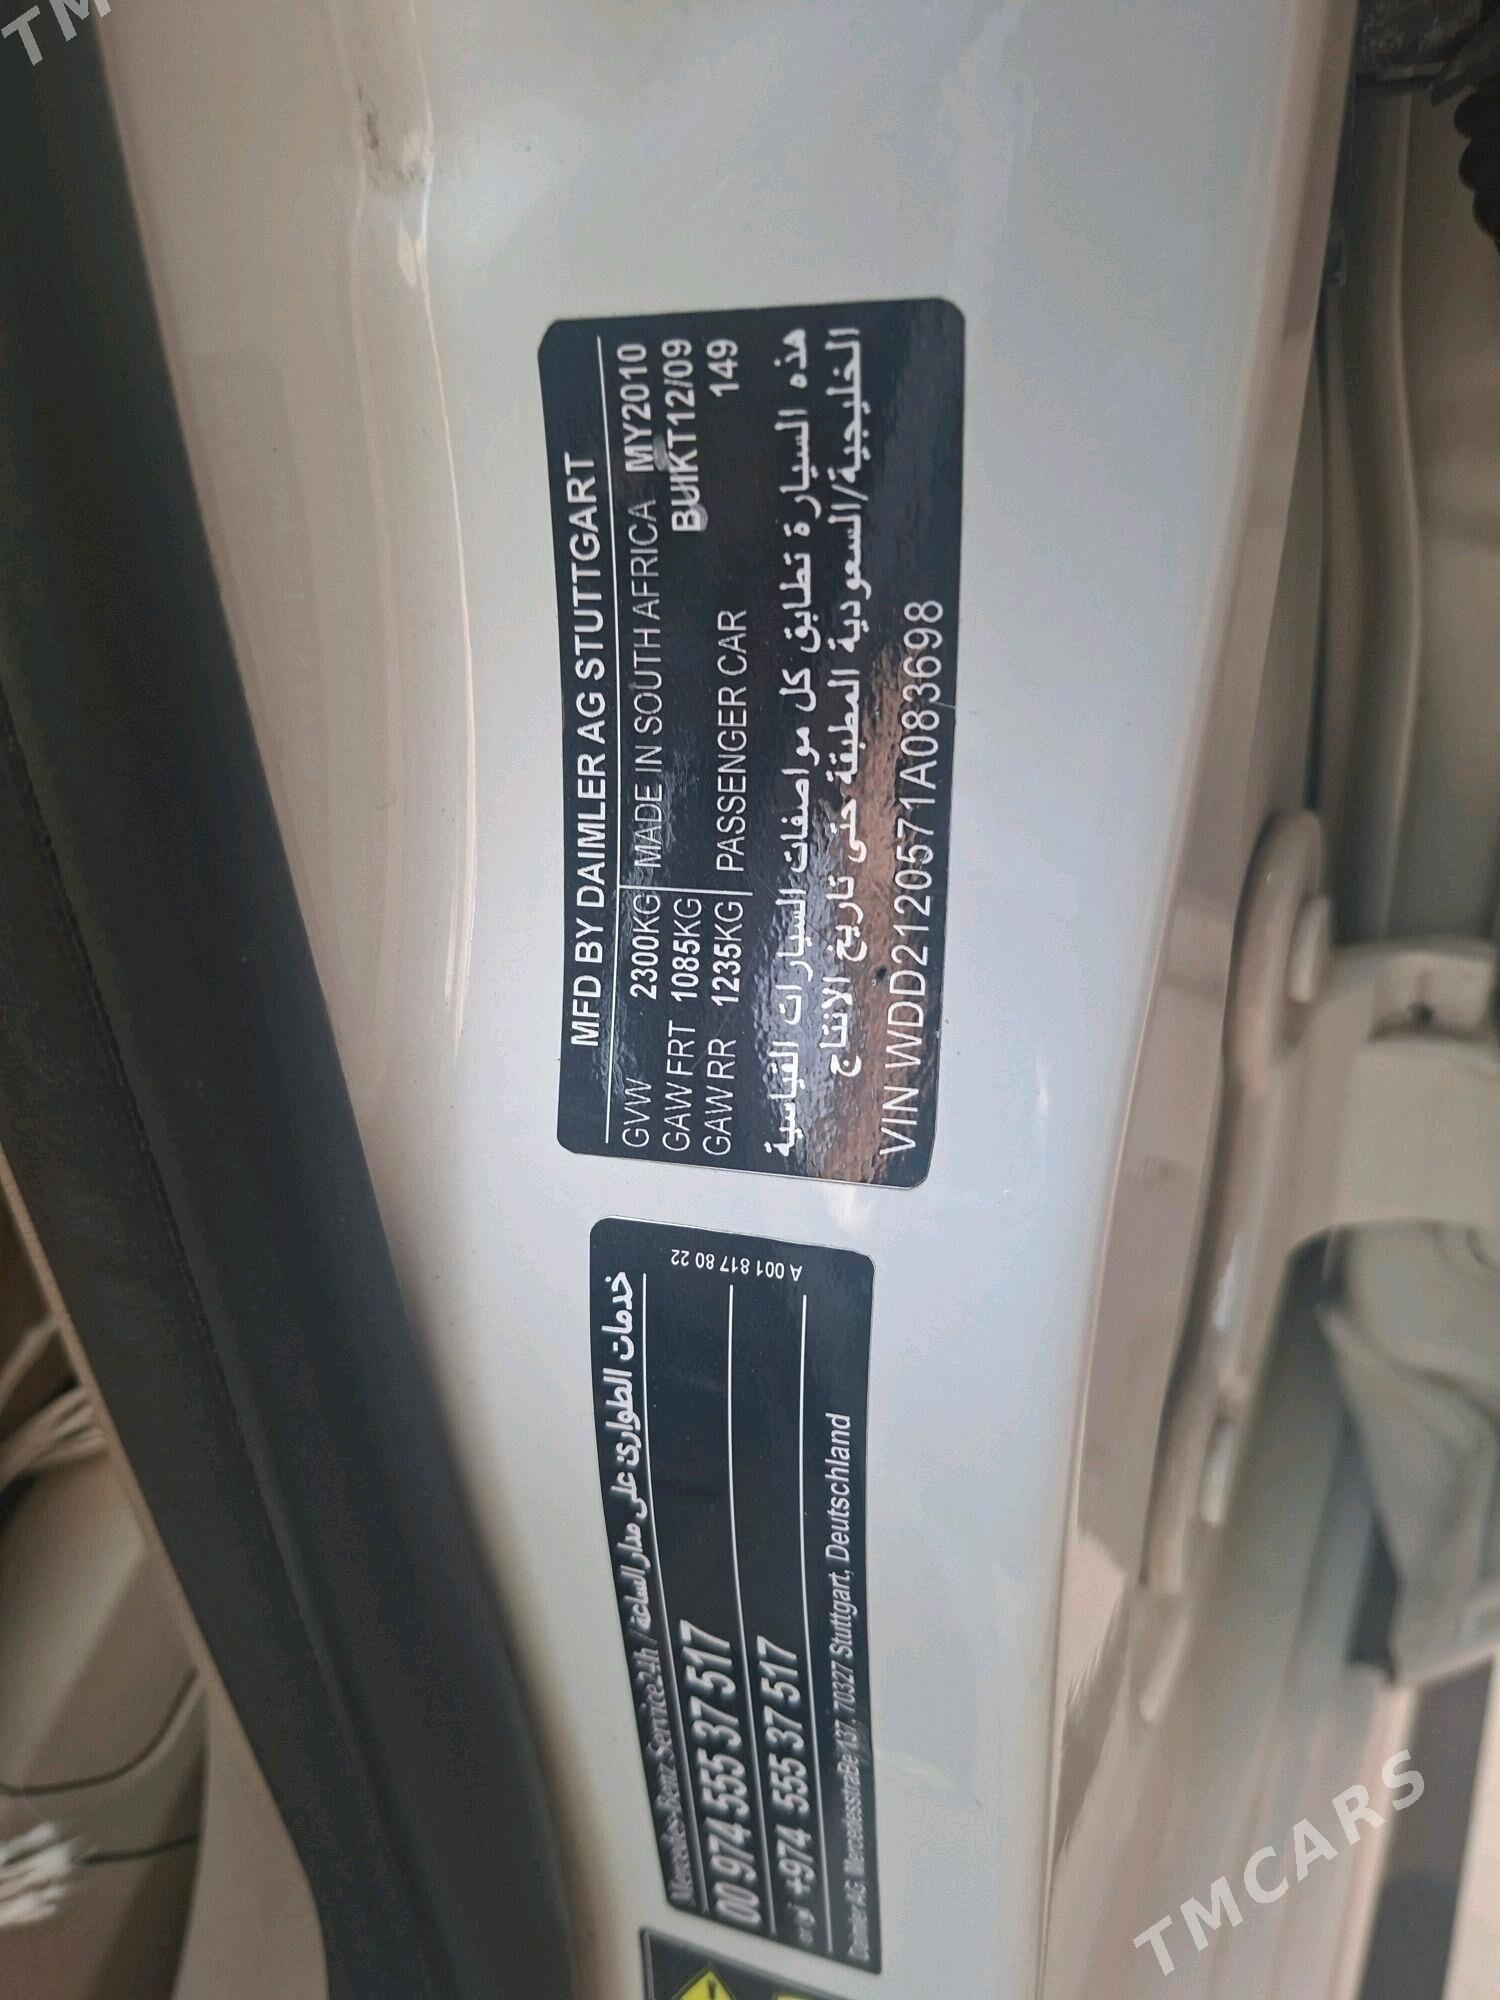 MFD BY DAIMLER AG STUTTGART
GVW 2300KG MADE IN SOUTH AFRICA MY2010
GAW FRT 1085KG BUIKT12/09
GAW RR 1235KG PASSENGER CAR 149
هذه السيارة تطابق كل مواصفات السيارات القياسية
الخليجية/السعودية المطبقة حتى تاريخ الانتاج
VIN WDD2120571A083698
Mercedes-Benz Service24h / خدمات الطوارئ على مدار الساعة
00 974 555 37 517
+974 555 37 517
Daimler AG, Mercedesstraße 137, 70327 Stuttgart, Deutschland
A 001 817 80 22
TMCARS
TM